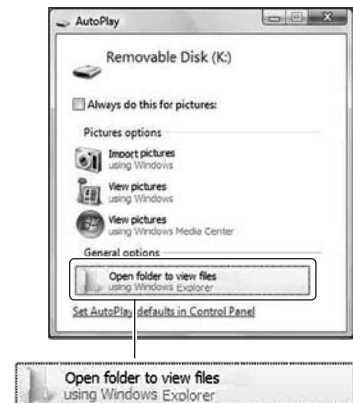 AutoPlay
Removable Disk (K:)
Always do this for pictures:
Pictures options
Import pictures
using Windows
View pictures
using Windows
View pictures
using Windows Media Center
General options
Open folder to view files
using Windows Explorer
Set AutoPlay defaults in Control Panel
Open folder to view files
using Windows Explorer